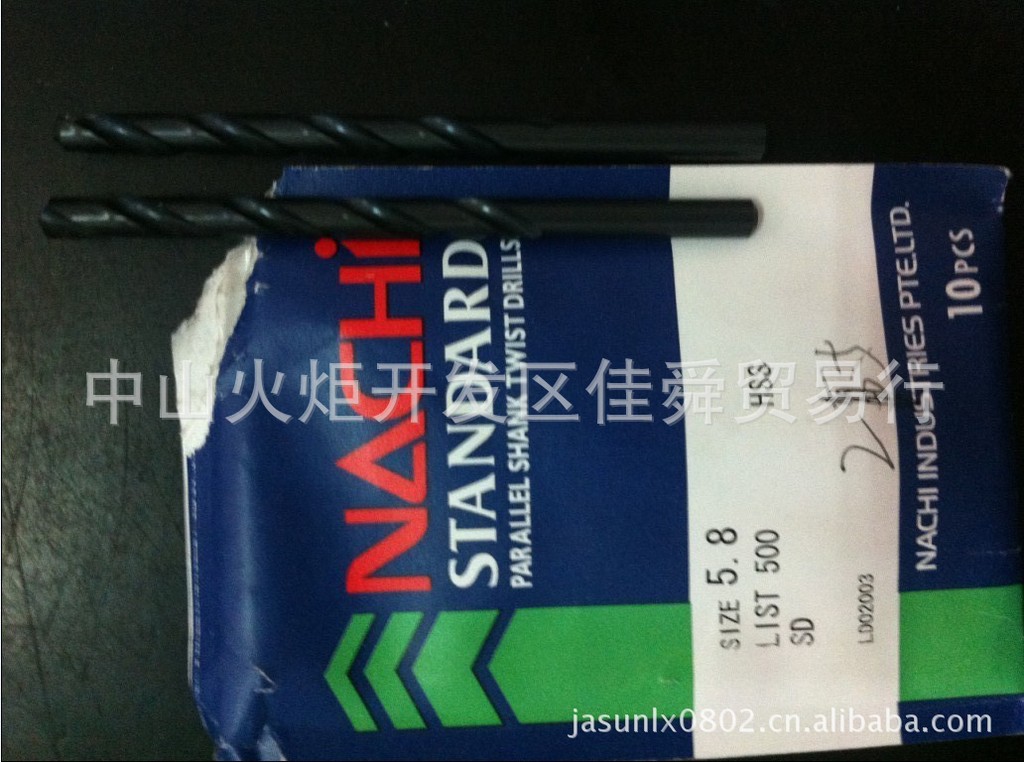 NACHI
STANDARD
PARALLEL SHANK TWIST DRILLS
SIZE 5.8
LIST 500
SD
HSS
LD02003
NACHI INDUSTRIES PTE.LTD.
10PCS
中山火炬开发区佳舜贸易行
jasunlx0802.cn.alibaba.com